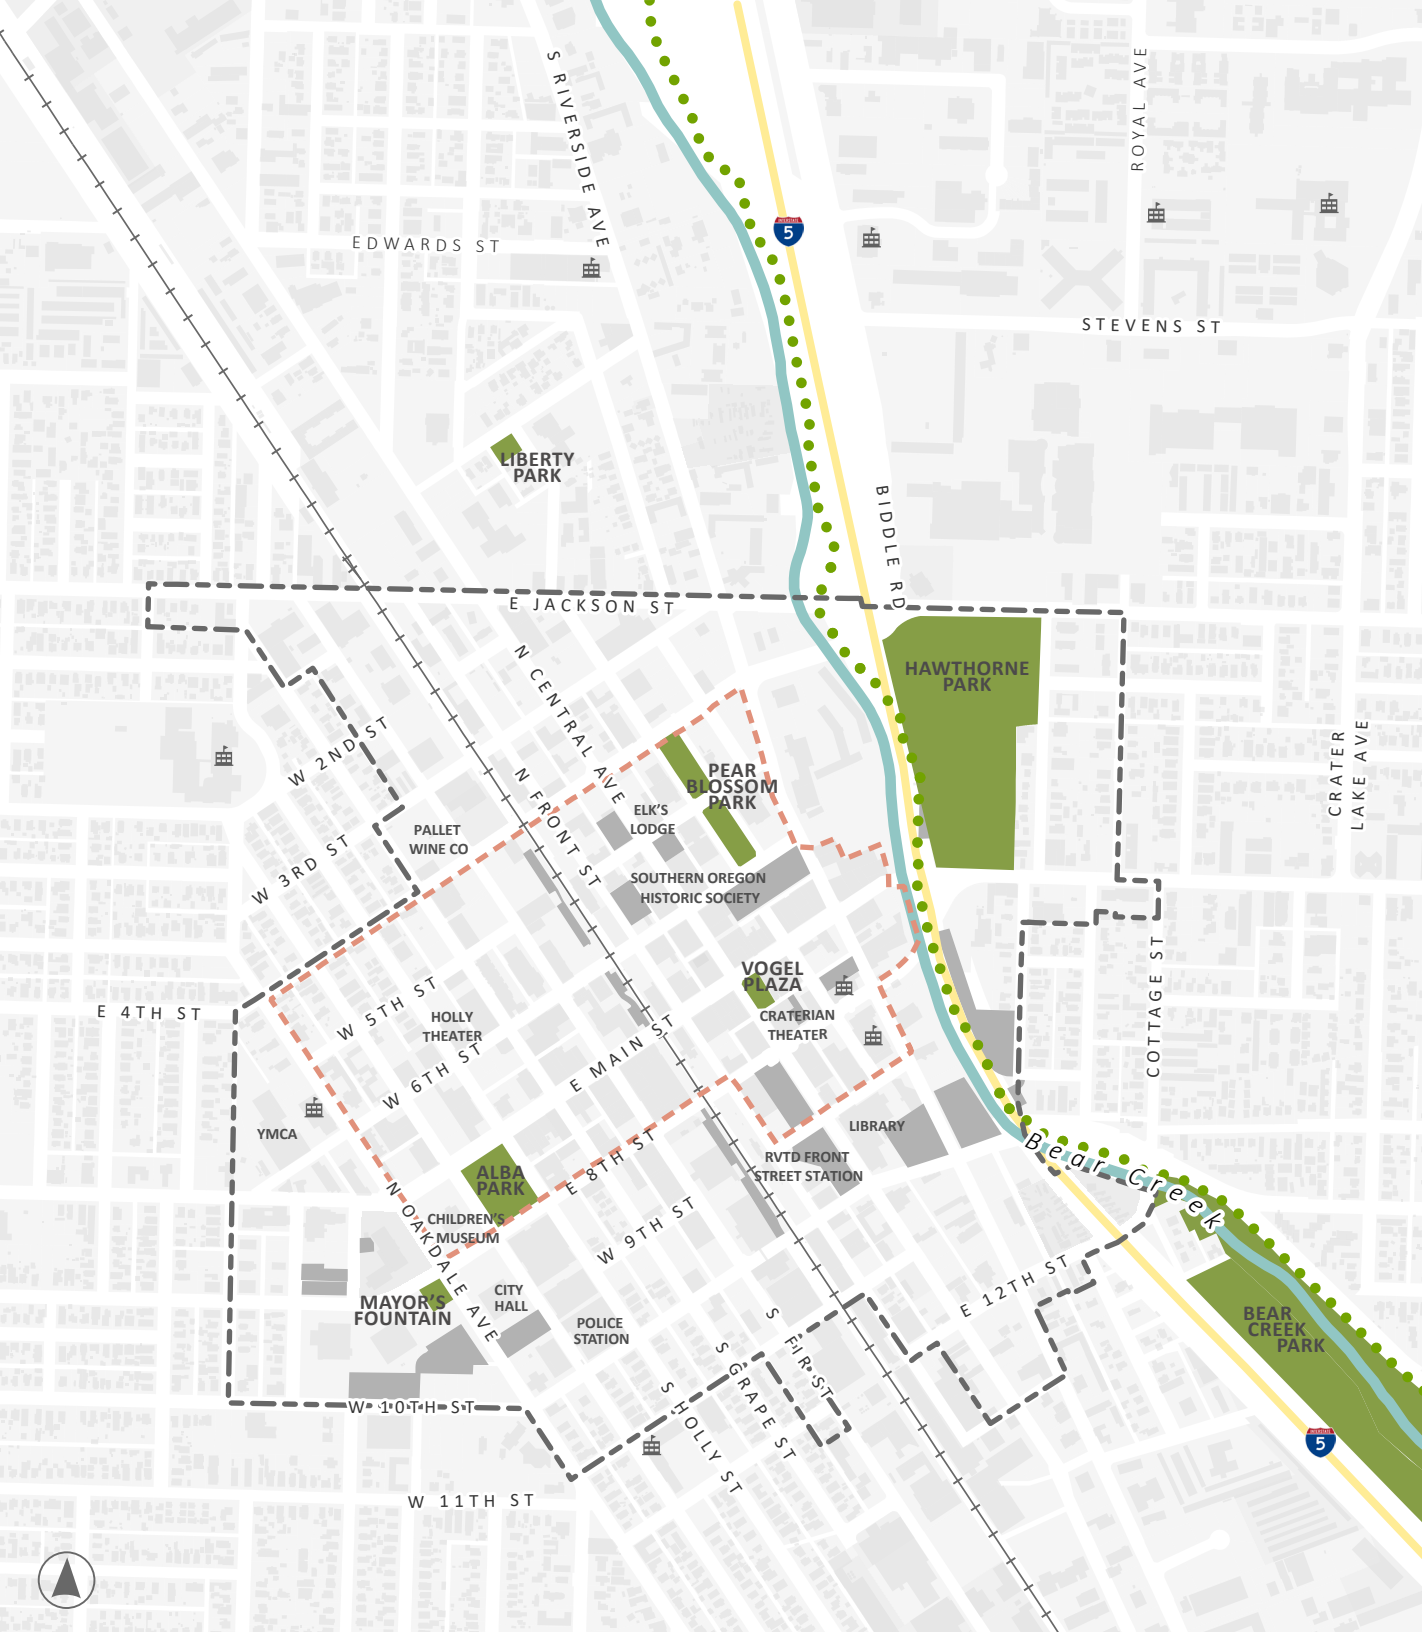 S RIVERSIDE AVE
ROYAL AVE
EDWARDS ST
INTERSTATE
5
STEVENS ST
LIBERTY
PARK
BIDDLE RD
E JACKSON ST
HAWTHORNE
PARK
N CENTRAL AVE
W 2ND ST
CRATER
LAKE AVE
PEAR
BLOSSOM
PARK
N FRONT ST
ELK'S
LODGE
PALLET
WINE CO
W 3RD ST
SOUTHERN OREGON
HISTORIC SOCIETY
VOGEL
PLAZA
COTTAGE ST
E 4TH ST
W 5TH ST
HOLLY
THEATER
CRATERIAN
THEATER
W 6TH ST
E MAIN ST
YMCA
LIBRARY
Bear Creek
RVTD FRONT
STREET STATION
E 8TH ST
ALBA
PARK
N OAKDALE AVE
CHILDREN'S
MUSEUM
W 9TH ST
E 12TH ST
CITY
HALL
MAYOR'S
FOUNTAIN
POLICE
STATION
S FIR ST
BEAR
CREEK
PARK
S GRAPE ST
S HOLLY ST
W 10TH ST
INTERSTATE
5
W 11TH ST